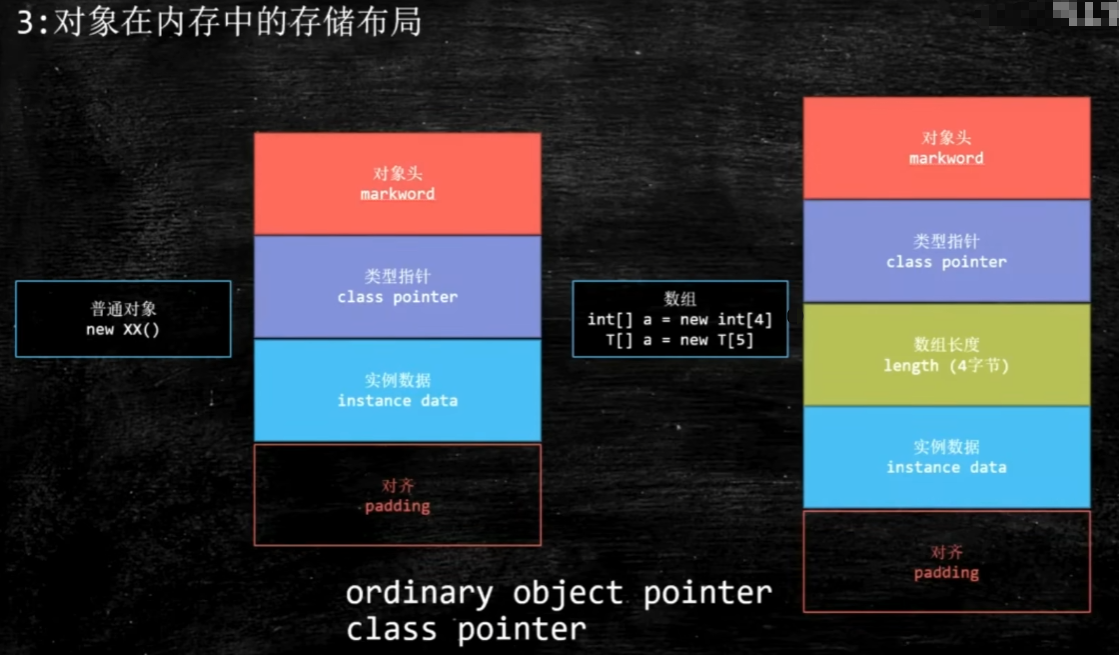 3:对象在内存中的存储布局
普通对象
new XX()
对象头
markword
类型指针
class pointer
实例数据
instance data
对齐
padding
数组
int[] a = new int[4]
T[] a = new T[5]
对象头
markword
类型指针
class pointer
数组长度
length (4字节)
实例数据
instance data
对齐
padding
ordinary object pointer
class pointer